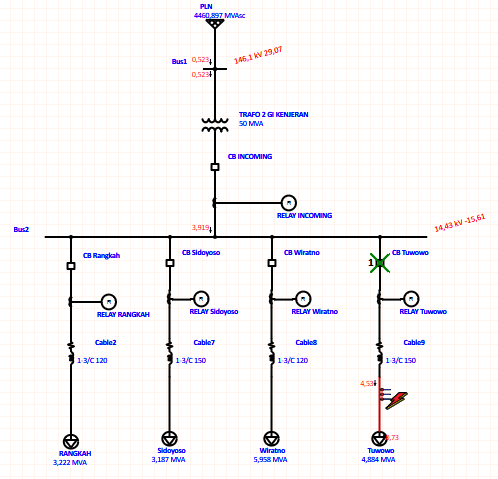 PLN
4460,897 MVAsc
0,523
Bus1
146,1 kV 29,07
0,523
TRAFO 2 GI KENJERAN
50 MVA
CB INCOMING
R
RELAY INCOMING
3,919
14,43 kV -15,61
Bus2
CB Rangkah
CB Sidoyoso
CB Wiratno
1
CB Tuwowo
R
R
R
R
RELAY RANGKAH
RELAY Sidoyoso
RELAY Wiratno
RELAY Tuwowo
Cable2
Cable7
Cable8
Cable9
1-3/C 120
1-3/C 150
1-3/C 120
1-3/C 150
4,53
3.73
RANGKAH
Sidoyoso
Wiratno
Tuwowo
3,222 MVA
3,187 MVA
5,958 MVA
4,884 MVA